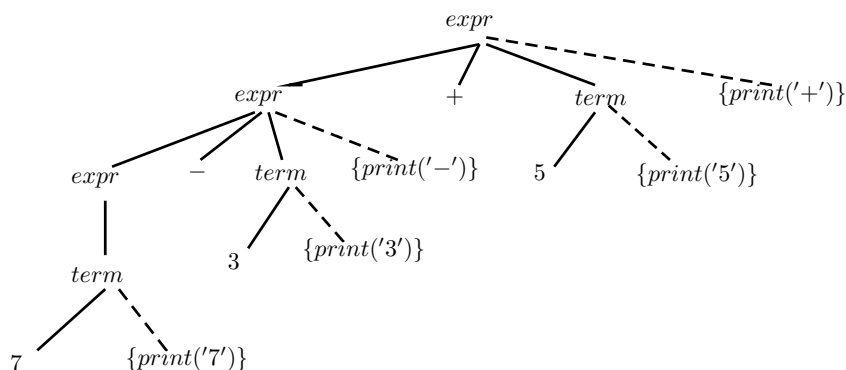 expr
expr + term {print('+')}
expr − term {print('−')} 5 {print('5')}
term 3 {print('3')}
7 {print('7')}